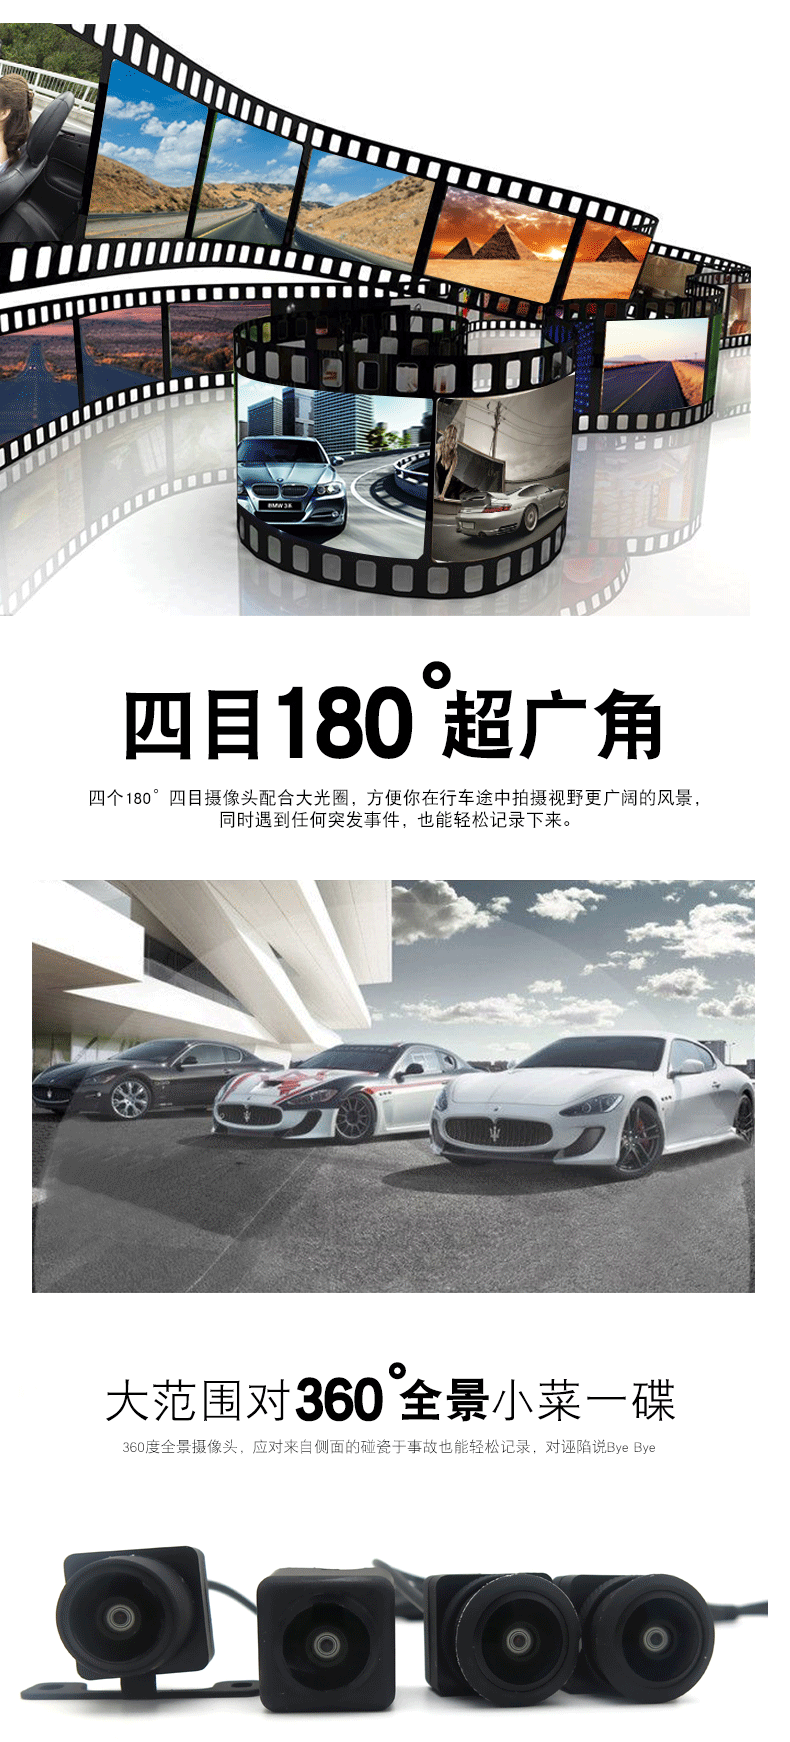 BMW 3系
四目180°超广角
四个180°四目摄像头配合大光圈，方便你在行车途中拍摄视野更广阔的风景，
同时遇到任何突发事件，也能轻松记录下来。
大范围对360°全景小菜一碟
360度全景摄像头，应对来自侧面的碰瓷于事故也能轻松记录，对诬陷说Bye Bye